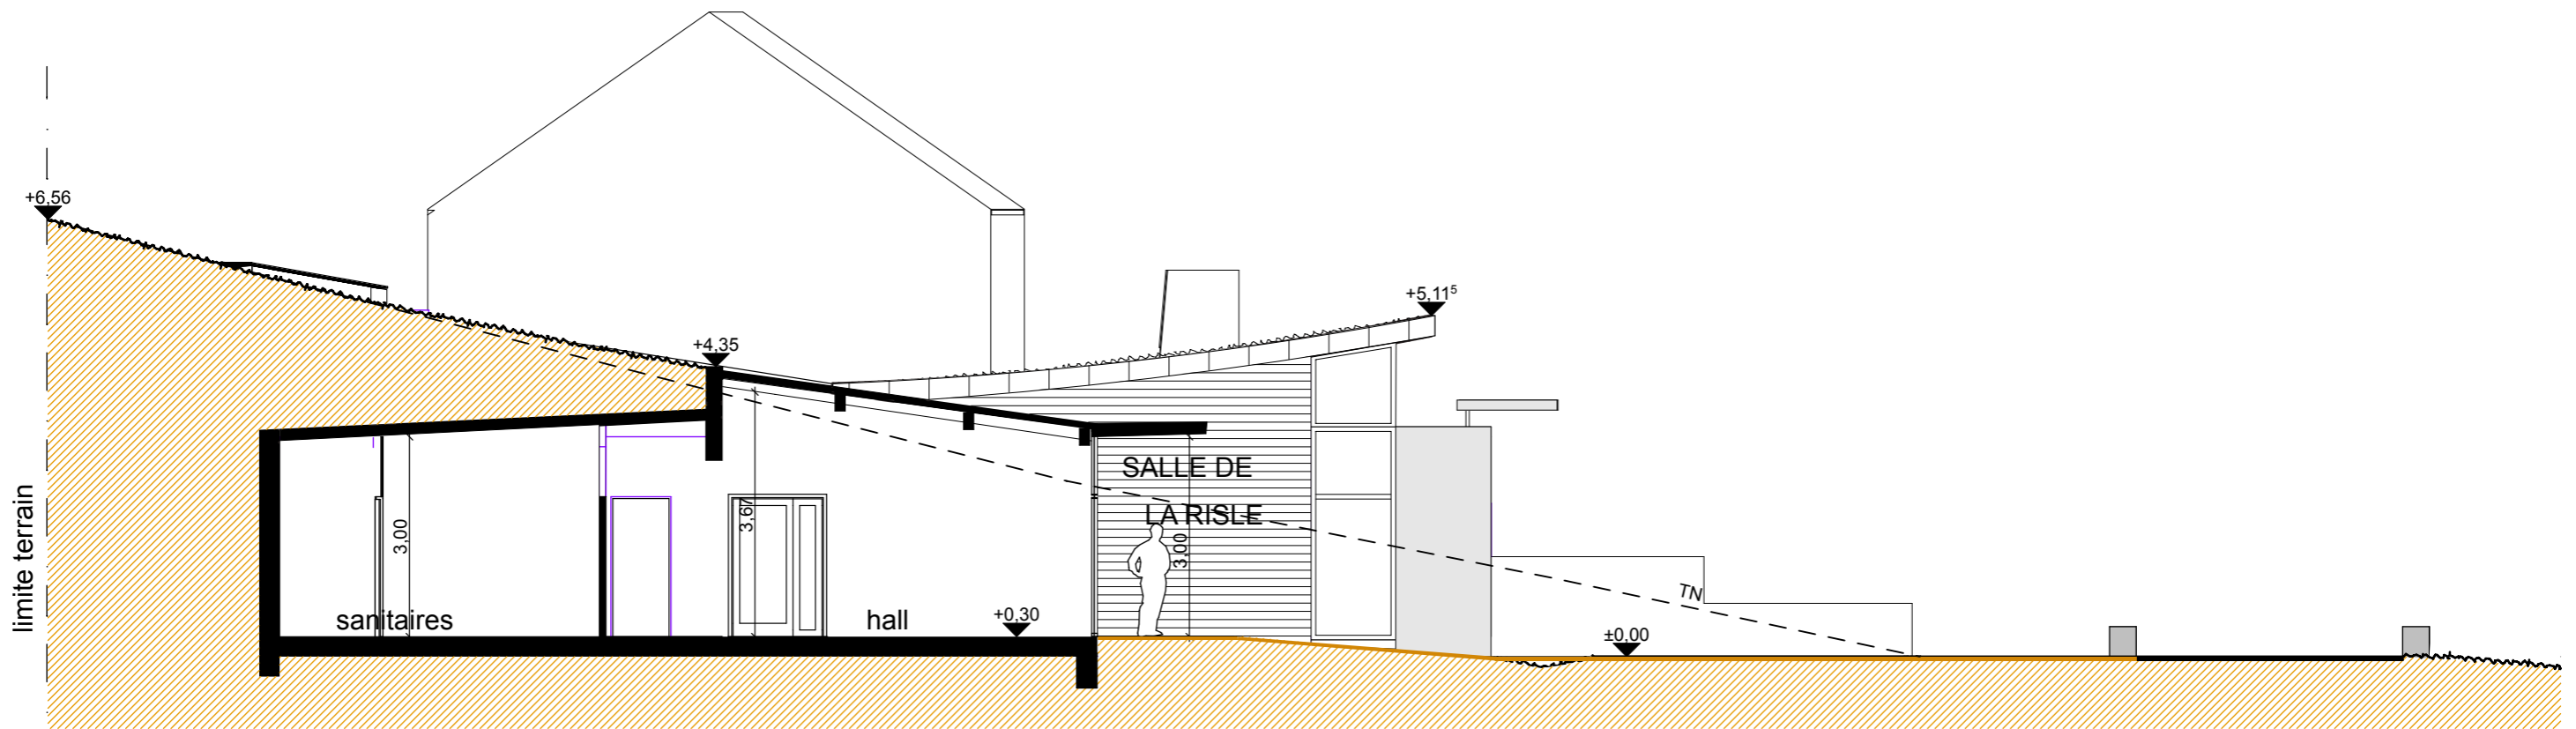 +6,56
+5,11⁵
+4,35
SALLE DE
LA RISLE
3,67
3,00
3,00
limite terrain
TN
sanitaires
hall
+0,30
±0,00